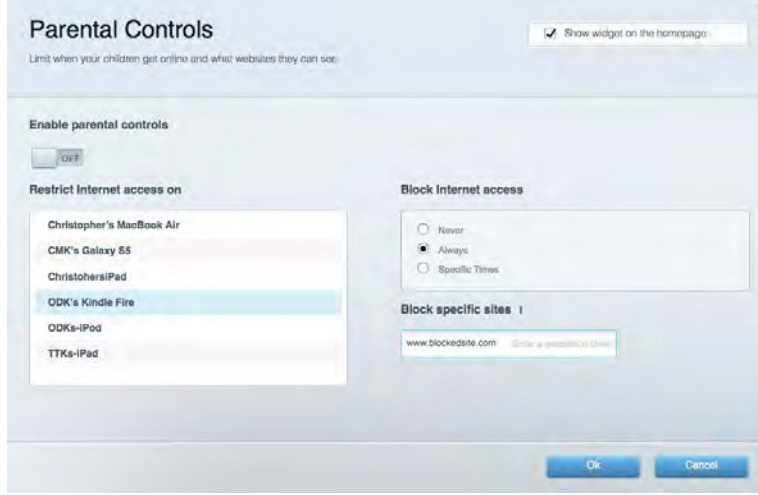 Parental Controls
Show widget on the homepage
Limit when your children get online and what websites they can see.
Enable parental controls
OFF
Restrict Internet access on
Block Internet access
Christopher's MacBook Air
CMK's Galaxy S5
ChristohersiPad
ODK's Kindle Fire
ODKs-iPod
TTKs-iPad
Never
Always
Specific Times
Block specific sites
www.blockedsite.com Enter a
Ok
Cancel